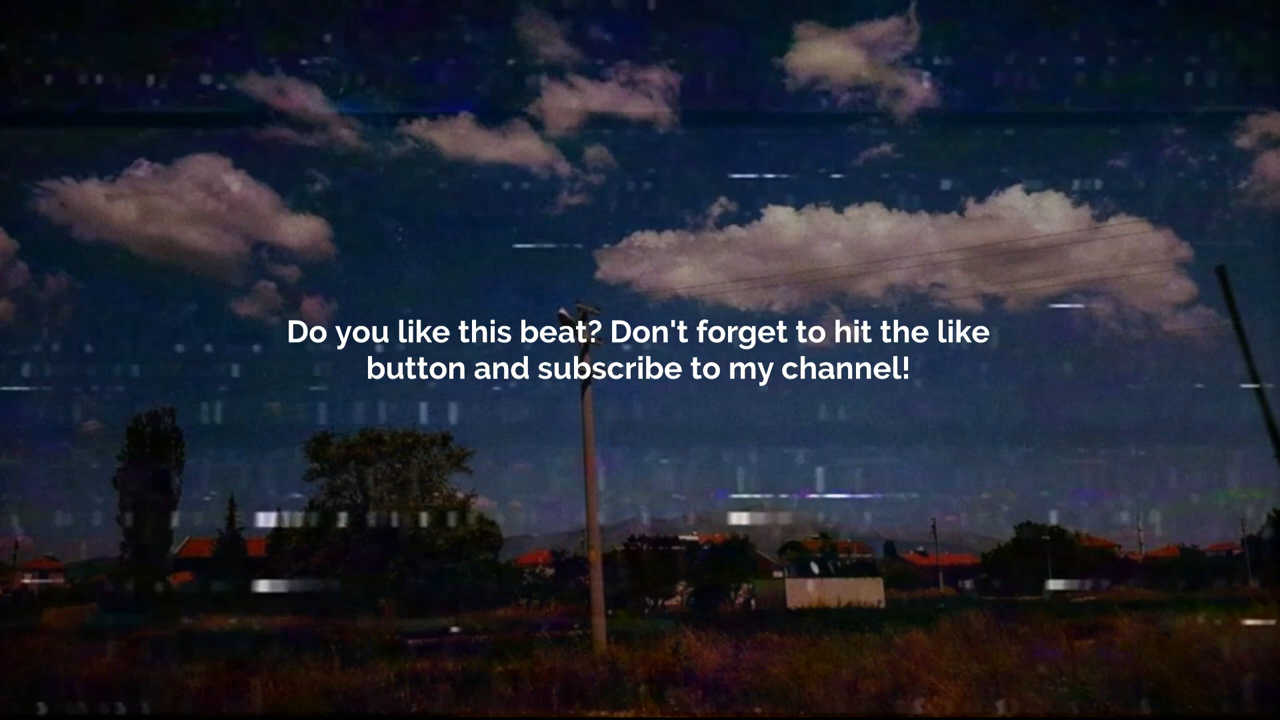 Do you like this beat? Don't forget to hit the like
button and subscribe to my channel!